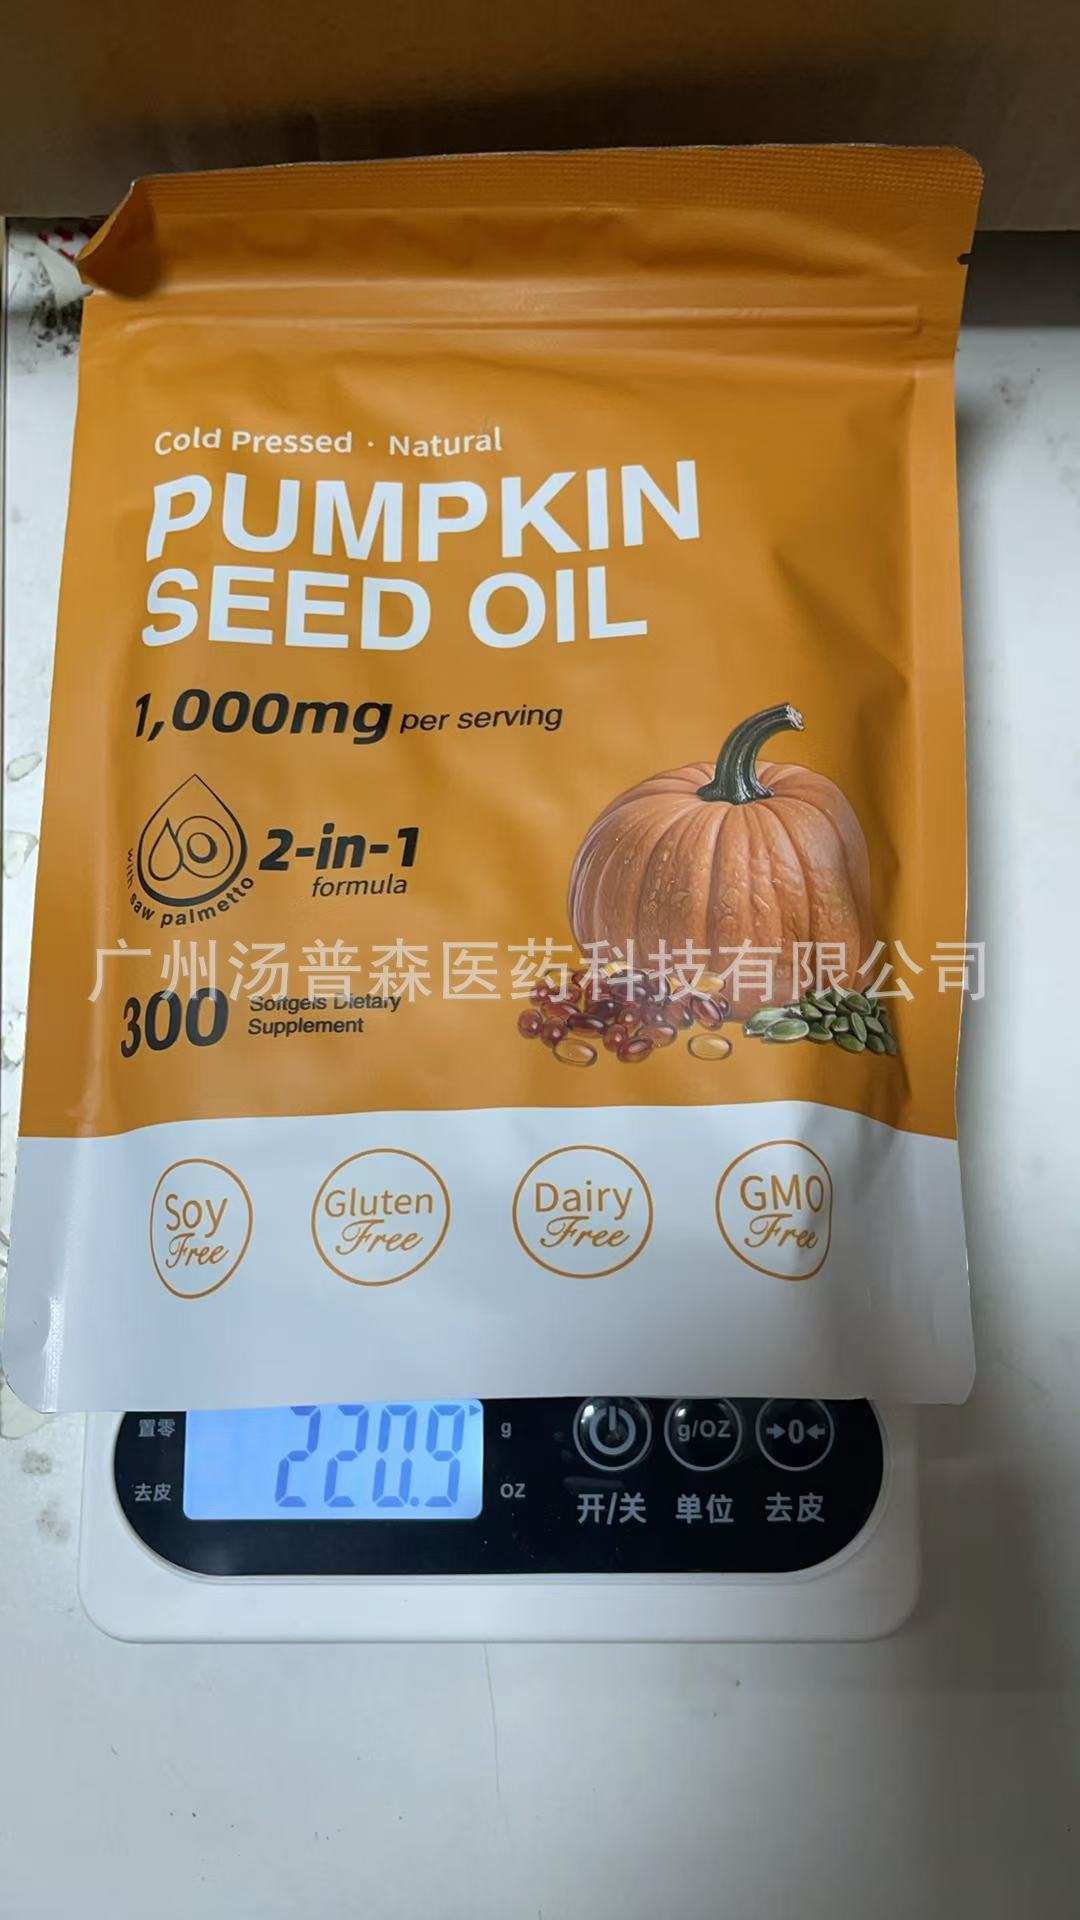 Cold Pressed · Natural
PUMPKIN
SEED OIL
1,000mg per serving
with saw palmetto
2-in-1
formula
广州汤普森医药科技有限公司
300
Softgels Dietary
Supplement
Soy
Free
Gluten
Free
Dairy
Free
GMO
Free
置零
220.9
g
g/OZ
→0←
去皮
OZ
开/关
单位
去皮